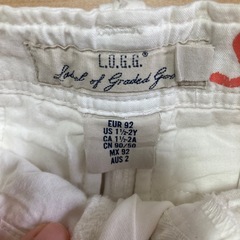 L.O.G.G.®
Label of Graded Goods
EUR 92
US 1½-2Y
CA 1½-2A
CN 90/50
MX 92
AUS 2